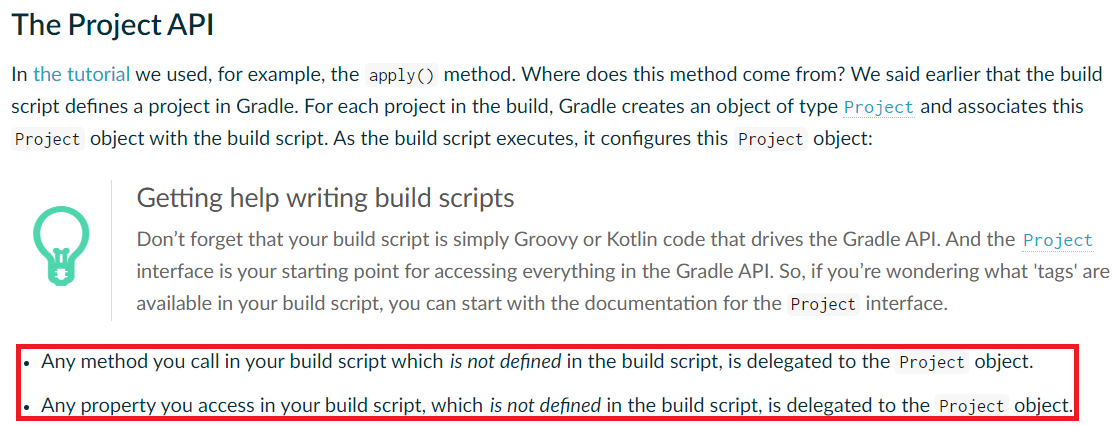 The Project API
In the tutorial we used, for example, the apply() method. Where does this method come from? We said earlier that the build
script defines a project in Gradle. For each project in the build, Gradle creates an object of type Project and associates this
Project object with the build script. As the build script executes, it configures this Project object:
Getting help writing build scripts
Don’t forget that your build script is simply Groovy or Kotlin code that drives the Gradle API. And the Project
interface is your starting point for accessing everything in the Gradle API. So, if you’re wondering what 'tags' are
available in your build script, you can start with the documentation for the Project interface.
• Any method you call in your build script which is not defined in the build script, is delegated to the Project object.
• Any property you access in your build script, which is not defined in the build script, is delegated to the Project object.